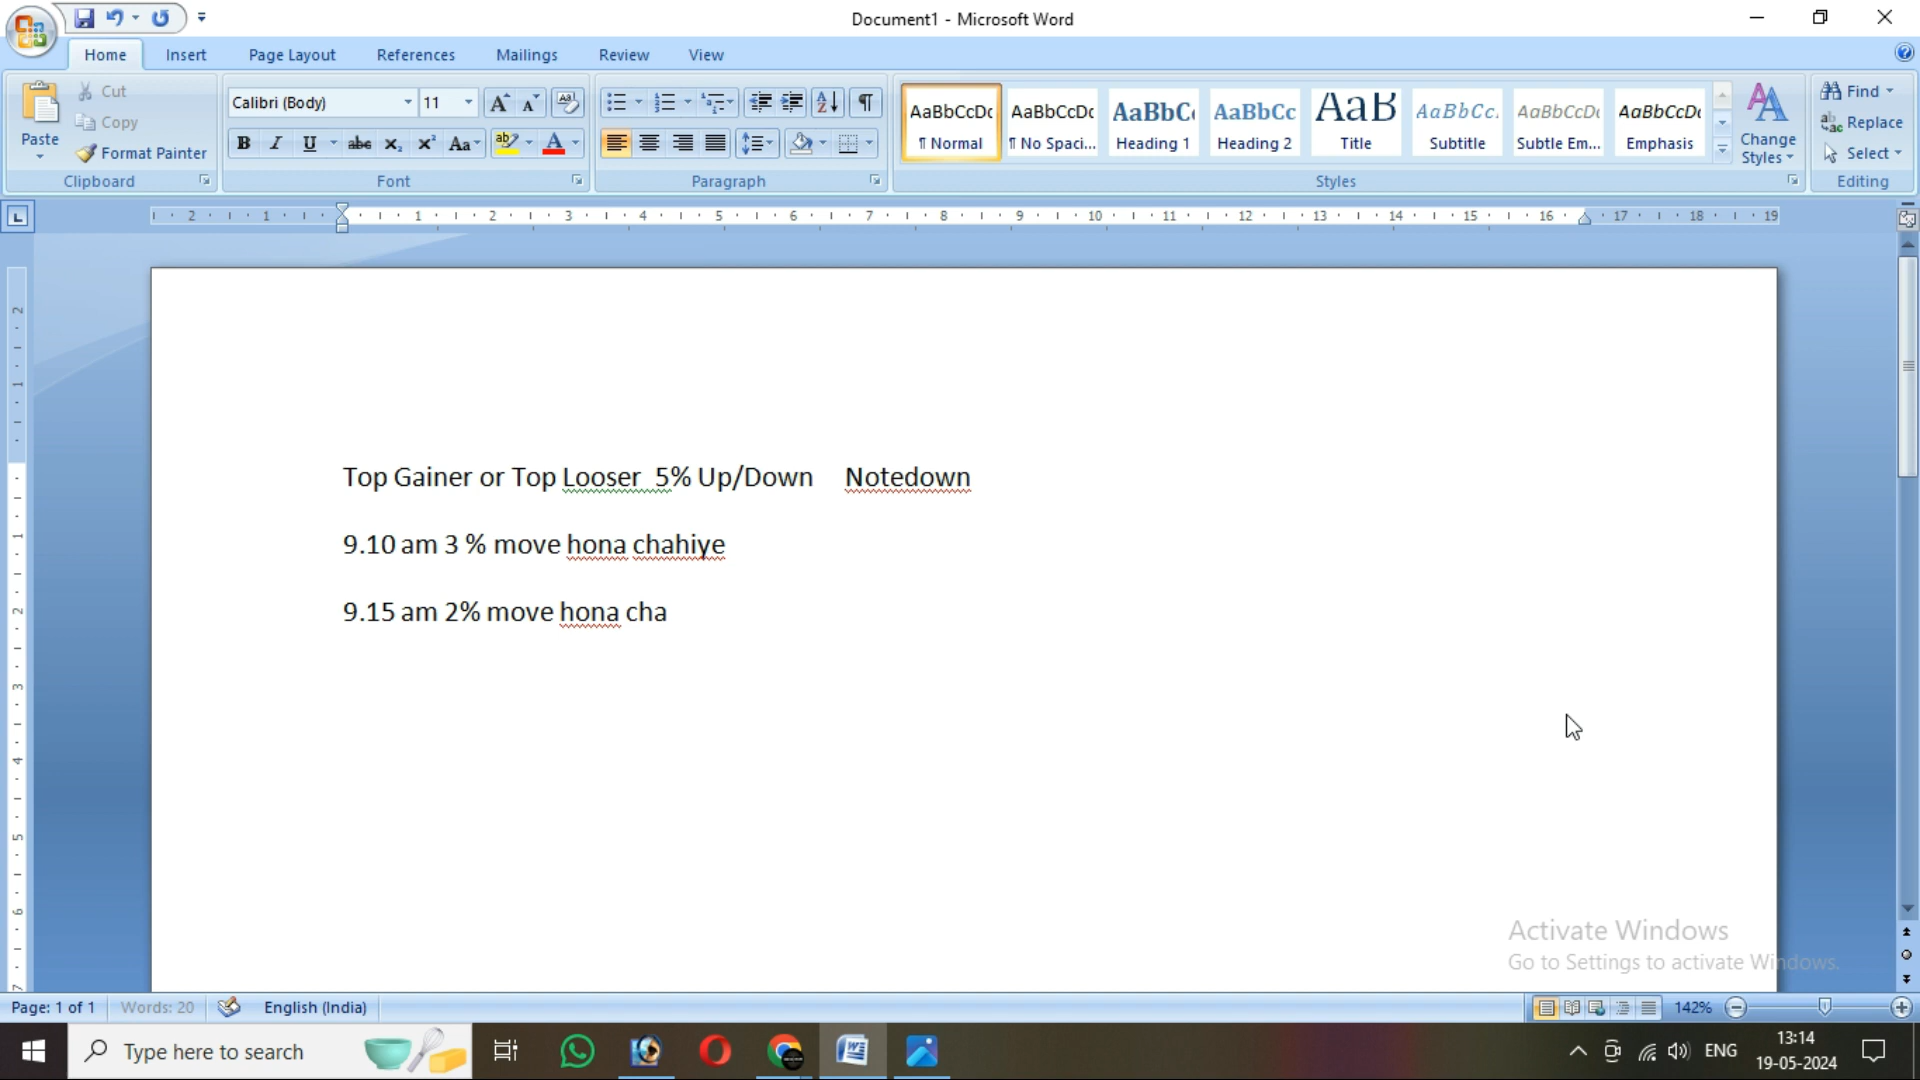 Document1 - Microsoft Word
Home Insert Page Layout References Mailings Review View
Paste
Cut
Copy
Format Painter
Clipboard
Calibri (Body) 11
Font
Paragraph
AaBbCcDc AaBbCcDc AaBbC AaBbCc AaB AaBbCc. AaBbCcDc AaBbCcDc
¶ Normal ¶ No Spaci... Heading 1 Heading 2 Title Subtitle Subtle Em... Emphasis
Change Styles
Styles
Find
Replace
Select
Editing
Top Gainer or Top Looser 5% Up/Down Notedown
9.10 am 3 % move hona chahiye
9.15 am 2% move hona cha
Activate Windows
Go to Settings to activate Windows.
Page: 1 of 1 Words: 20 English (India) 142%
Type here to search
ENG
13:14
19-05-2024